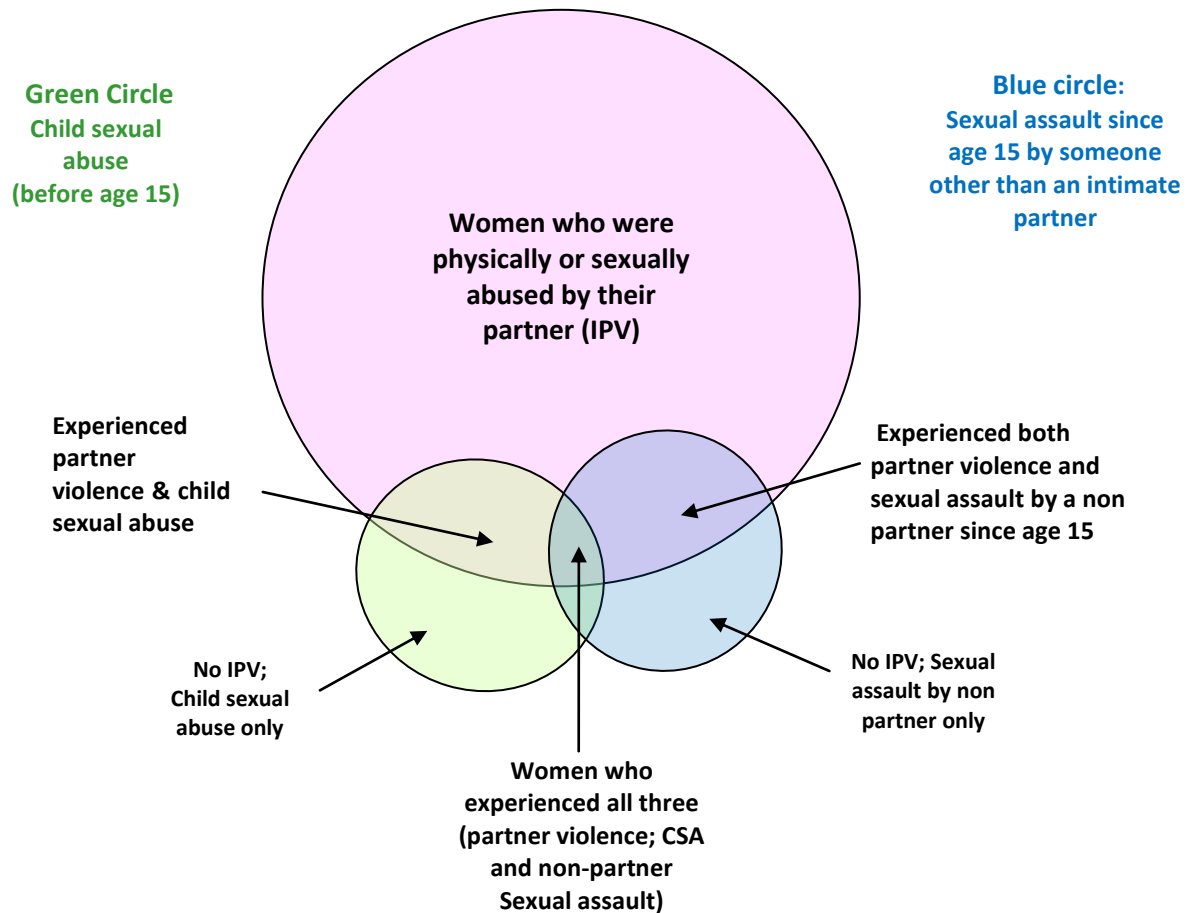 Green Circle
Child sexual
abuse
(before age 15)
Blue circle:
Sexual assault since
age 15 by someone
other than an intimate
partner
Women who were
physically or sexually
abused by their
partner (IPV)
Experienced
partner
violence & child
sexual abuse
Experienced both
partner violence and
sexual assault by a non
partner since age 15
No IPV;
Child sexual
abuse only
No IPV; Sexual
assault by non
partner only
Women who
experienced all three
(partner violence; CSA
and non-partner
Sexual assault)